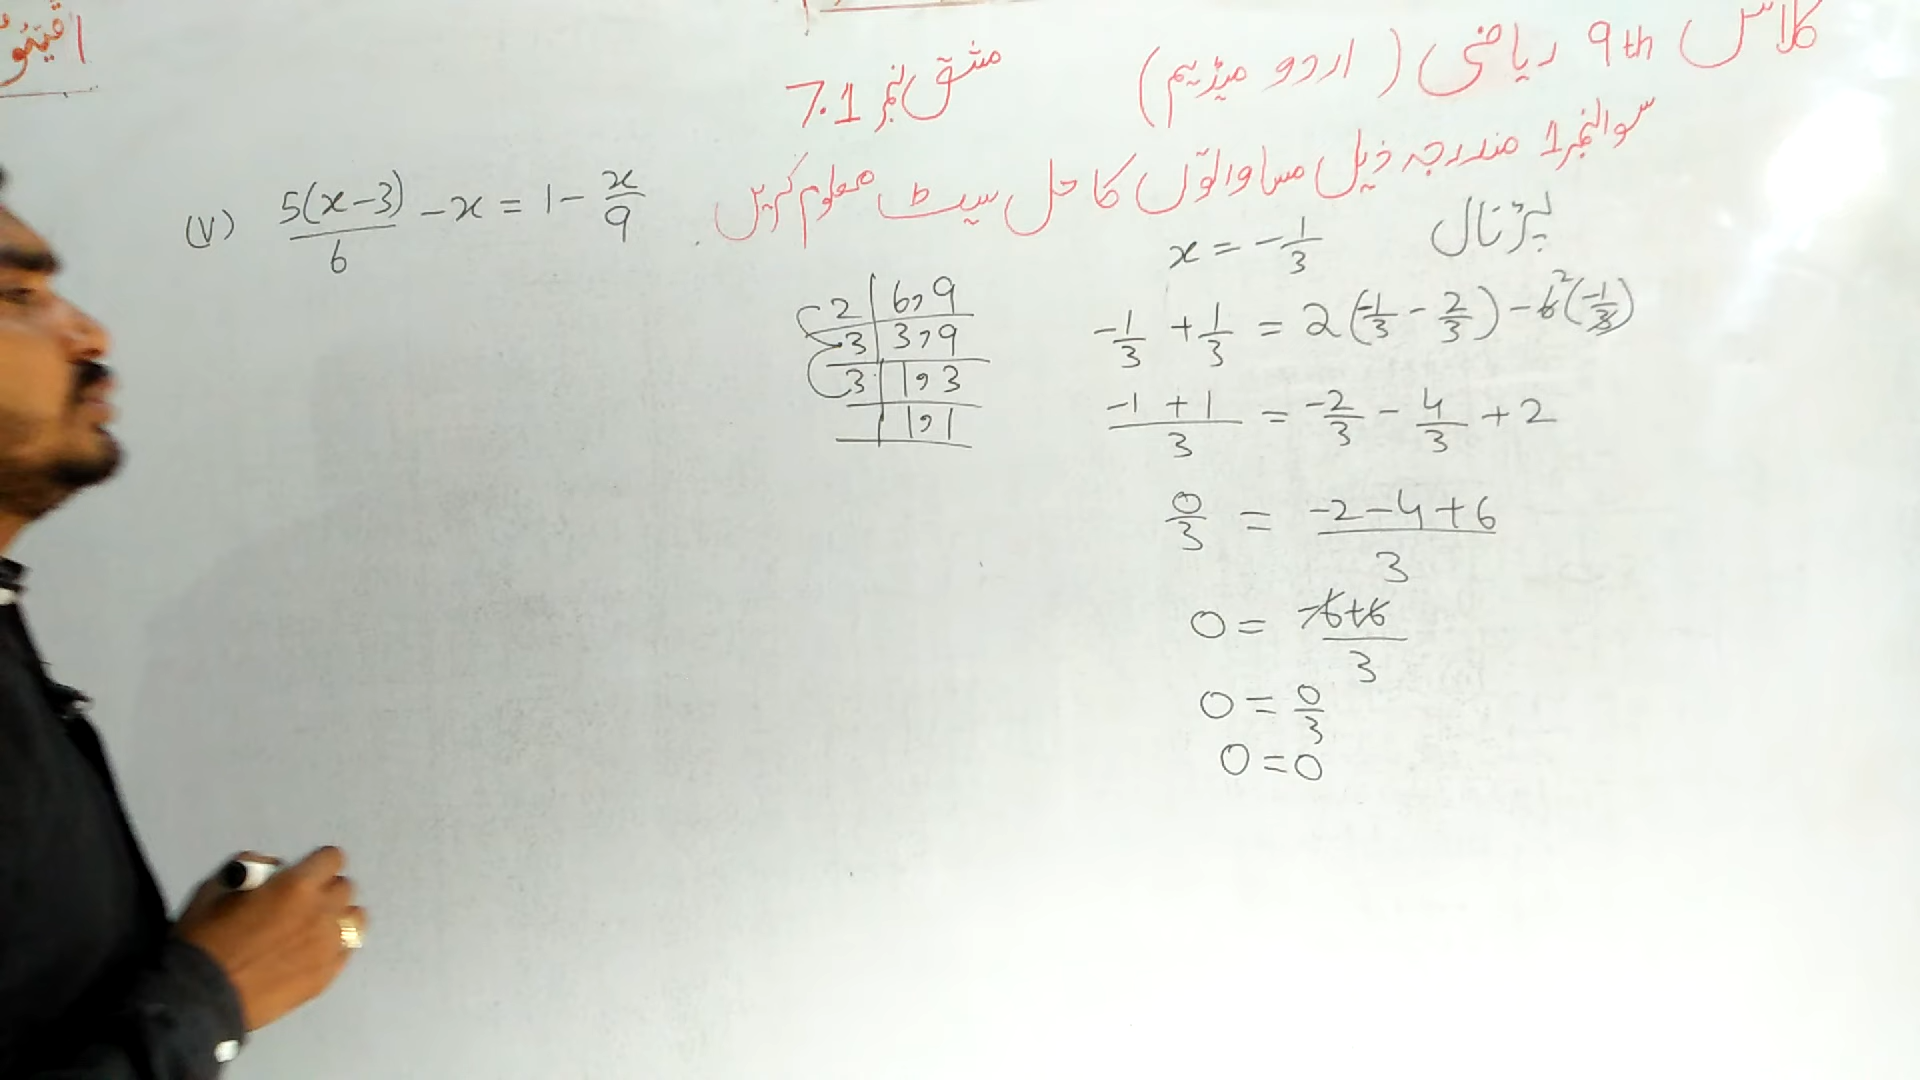 کلاس 9th ریاضی (اردو میڈیم) مشق نمبر 7.1
سوال نمبر 1 مندرجہ ذیل مساواتوں کا حل سیٹ معلوم کریں.
(V) 5(x-3)/6 - x = 1 - x/9
2 | 6, 9
3 | 3, 9
3 | 1, 3
| 1, 1
x = -1/3 پڑتال
-1/3 + 1/3 = 2(-1/3 - 2/3) - 6²(-1/3)
(-1 + 1)/3 = -2/3 - 4/3 + 2
0/3 = (-2-4+6)/3
0 = (-6+6)/3
0 = 0/3
0 = 0